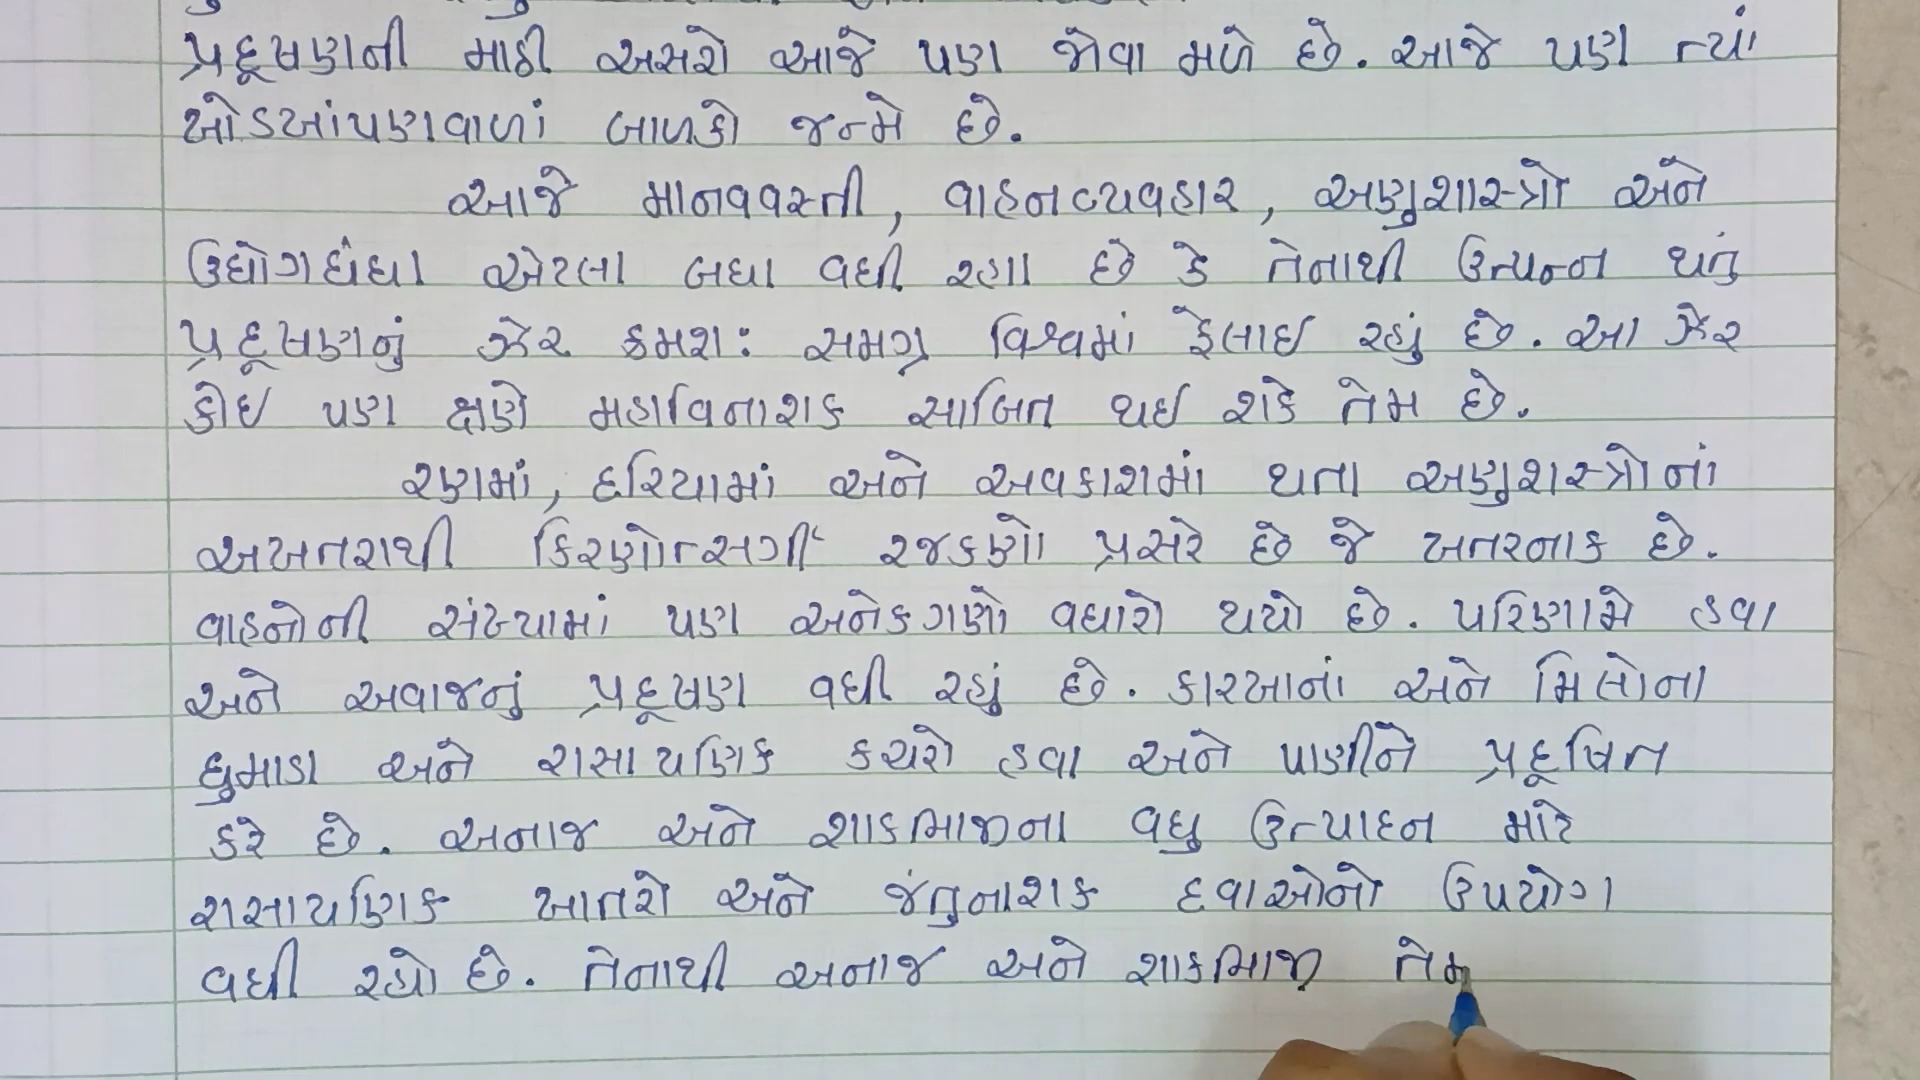 પ્રદૂષણની માઠી અસરો આજે પણ જોવા મળે છે. આજે પણ ત્યાં
ખોડખાંપણવાળાં બાળકો જન્મે છે.
આજે માનવવસ્તી, વાહનવ્યવહાર, અણુશાસ્ત્રો અને
ઉદ્યોગધંધા એટલા બધા વધી રહ્યા છે કે તેનાથી ઉત્પન્ન થતું
પ્રદૂષણનું ઝેર ક્રમશઃ સમગ્ર વિશ્વમાં ફેલાઈ રહ્યું છે. આ ઝેર
કોઈ પણ ક્ષણે મહાવિનાશક સાબિત થઈ શકે તેમ છે.
રણમાં, દરિયામાં અને અવકાશમાં થતા અણુશસ્ત્રોનાં
અખતરાથી કિરણોત્સર્ગી રજકણો પ્રસરે છે જે ખતરનાક છે.
વાહનોની સંખ્યામાં પણ અનેકગણો વધારો થયો છે. પરિણામે હવા
અને અવાજનું પ્રદૂષણ વધી રહ્યું છે. કારખાનાં અને મિલોના
ધુમાડા અને રાસાયણિક કચરો હવા અને પાણીને પ્રદૂષિત
કરે છે. અનાજ અને શાકભાજીના વધુ ઉત્પાદન માટે
રાસાયણિક ખાતરો અને જંતુનાશક દવાઓનો ઉપયોગ
વધી રહ્યો છે. તેનાથી અનાજ અને શાકભાજી તેમ